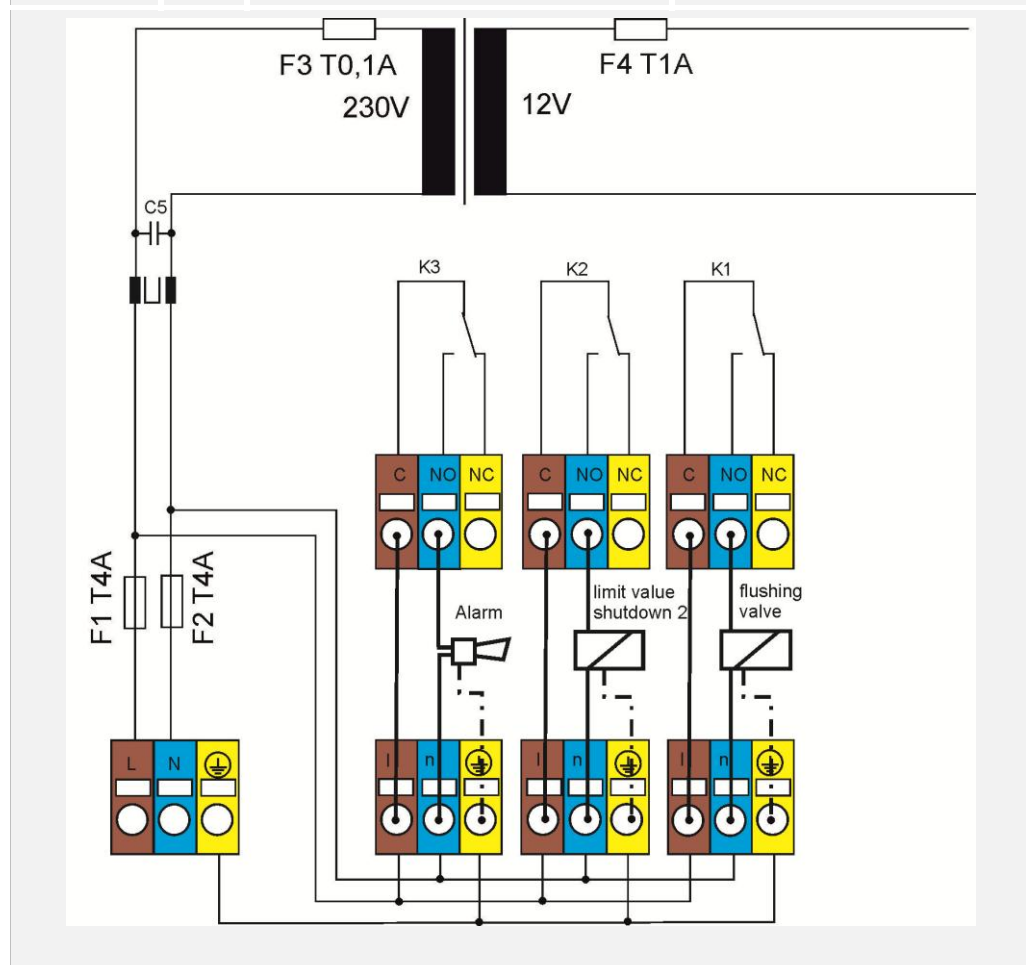 F3 T0,1A
F4 T1A
230V
12V
C5
K3
K2
K1
C NO NC
C NO NC
C NO NC
F1 T4A
F2 T4A
Alarm
limit value
shutdown 2
flushing
valve
L N
l n
l n
l n